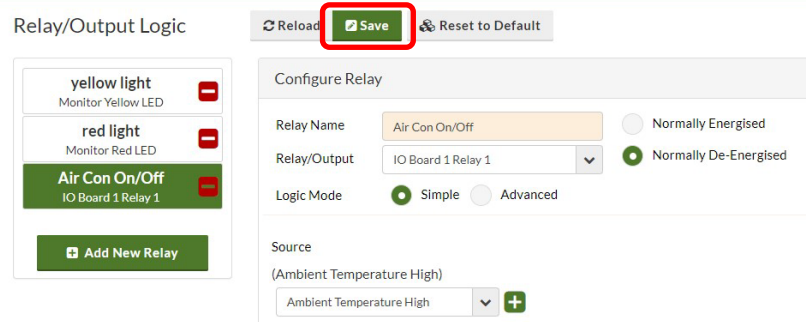 Relay/Output Logic
Reload
Save
Reset to Default
yellow light
Monitor Yellow LED
red light
Monitor Red LED
Air Con On/Off
IO Board 1 Relay 1
Add New Relay
Configure Relay
Relay Name
Air Con On/Off
Normally Energised
Relay/Output
IO Board 1 Relay 1
Normally De-Energised
Logic Mode
Simple
Advanced
Source
(Ambient Temperature High)
Ambient Temperature High